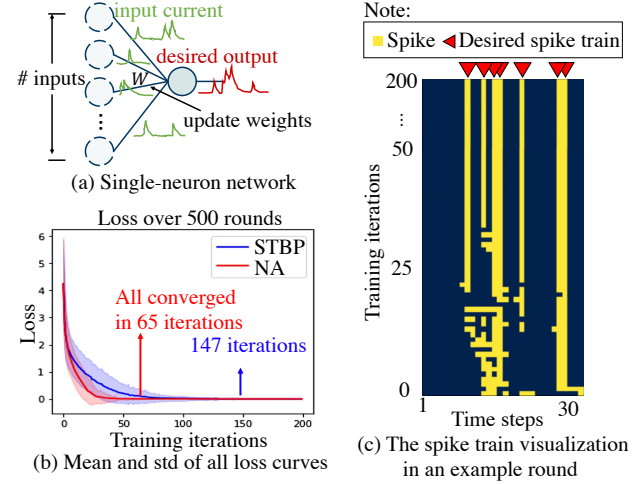 input current
desired output
# inputs
W
update weights
(a) Single-neuron network
Loss over 500 rounds
STBP
NA
All converged
in 65 iterations
147 iterations
Loss
6
5
4
3
2
1
0
0
50
100
150
200
Training iterations
(b) Mean and std of all loss curves
Note:
Spike
Desired spike train
Training iterations
200
...
50
25
0
1
30
Time steps
(c) The spike train visualization
in an example round